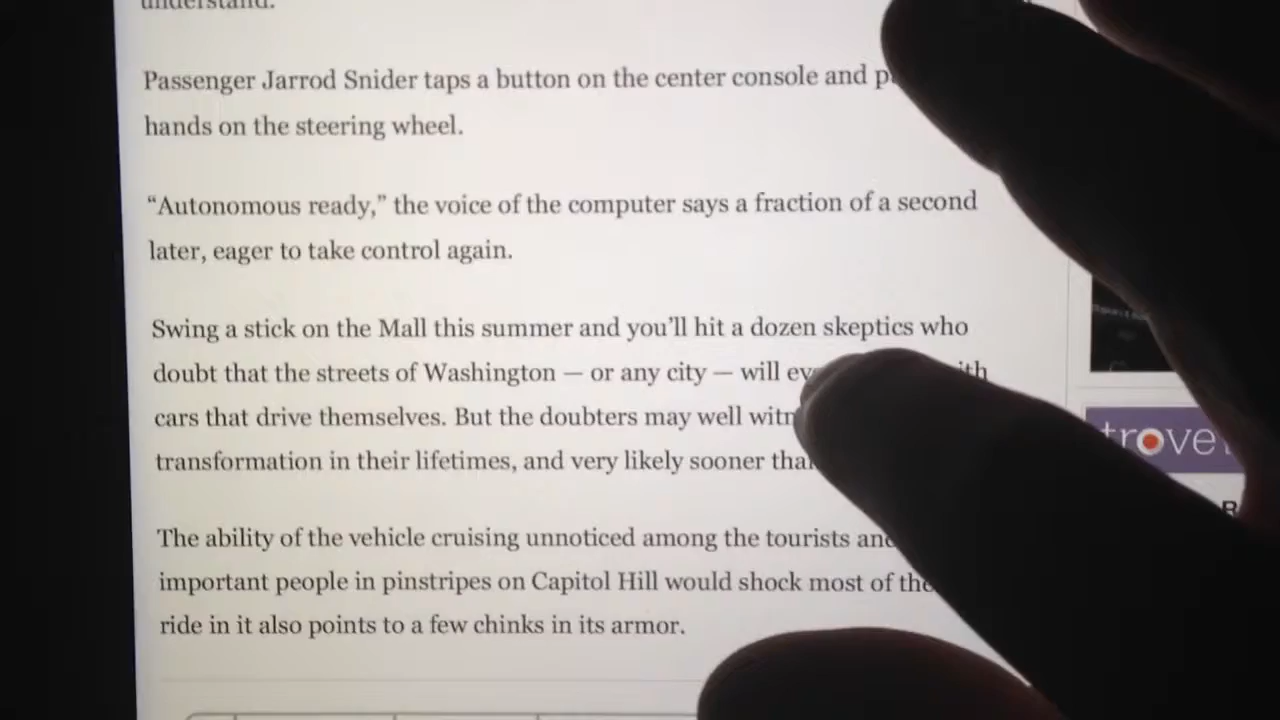 understand.
Passenger Jarrod Snider taps a button on the center console and
hands on the steering wheel.
“Autonomous ready,” the voice of the computer says a fraction of a second
later, eager to take control again.
Swing a stick on the Mall this summer and you’ll hit a dozen skeptics who
doubt that the streets of Washington — or any city — will
cars that drive themselves. But the doubters may well
transformation in their lifetimes, and very likely sooner
The ability of the vehicle cruising unnoticed among the tourists
important people in pinstripes on Capitol Hill would shock most of
ride in it also points to a few chinks in its armor.
trove